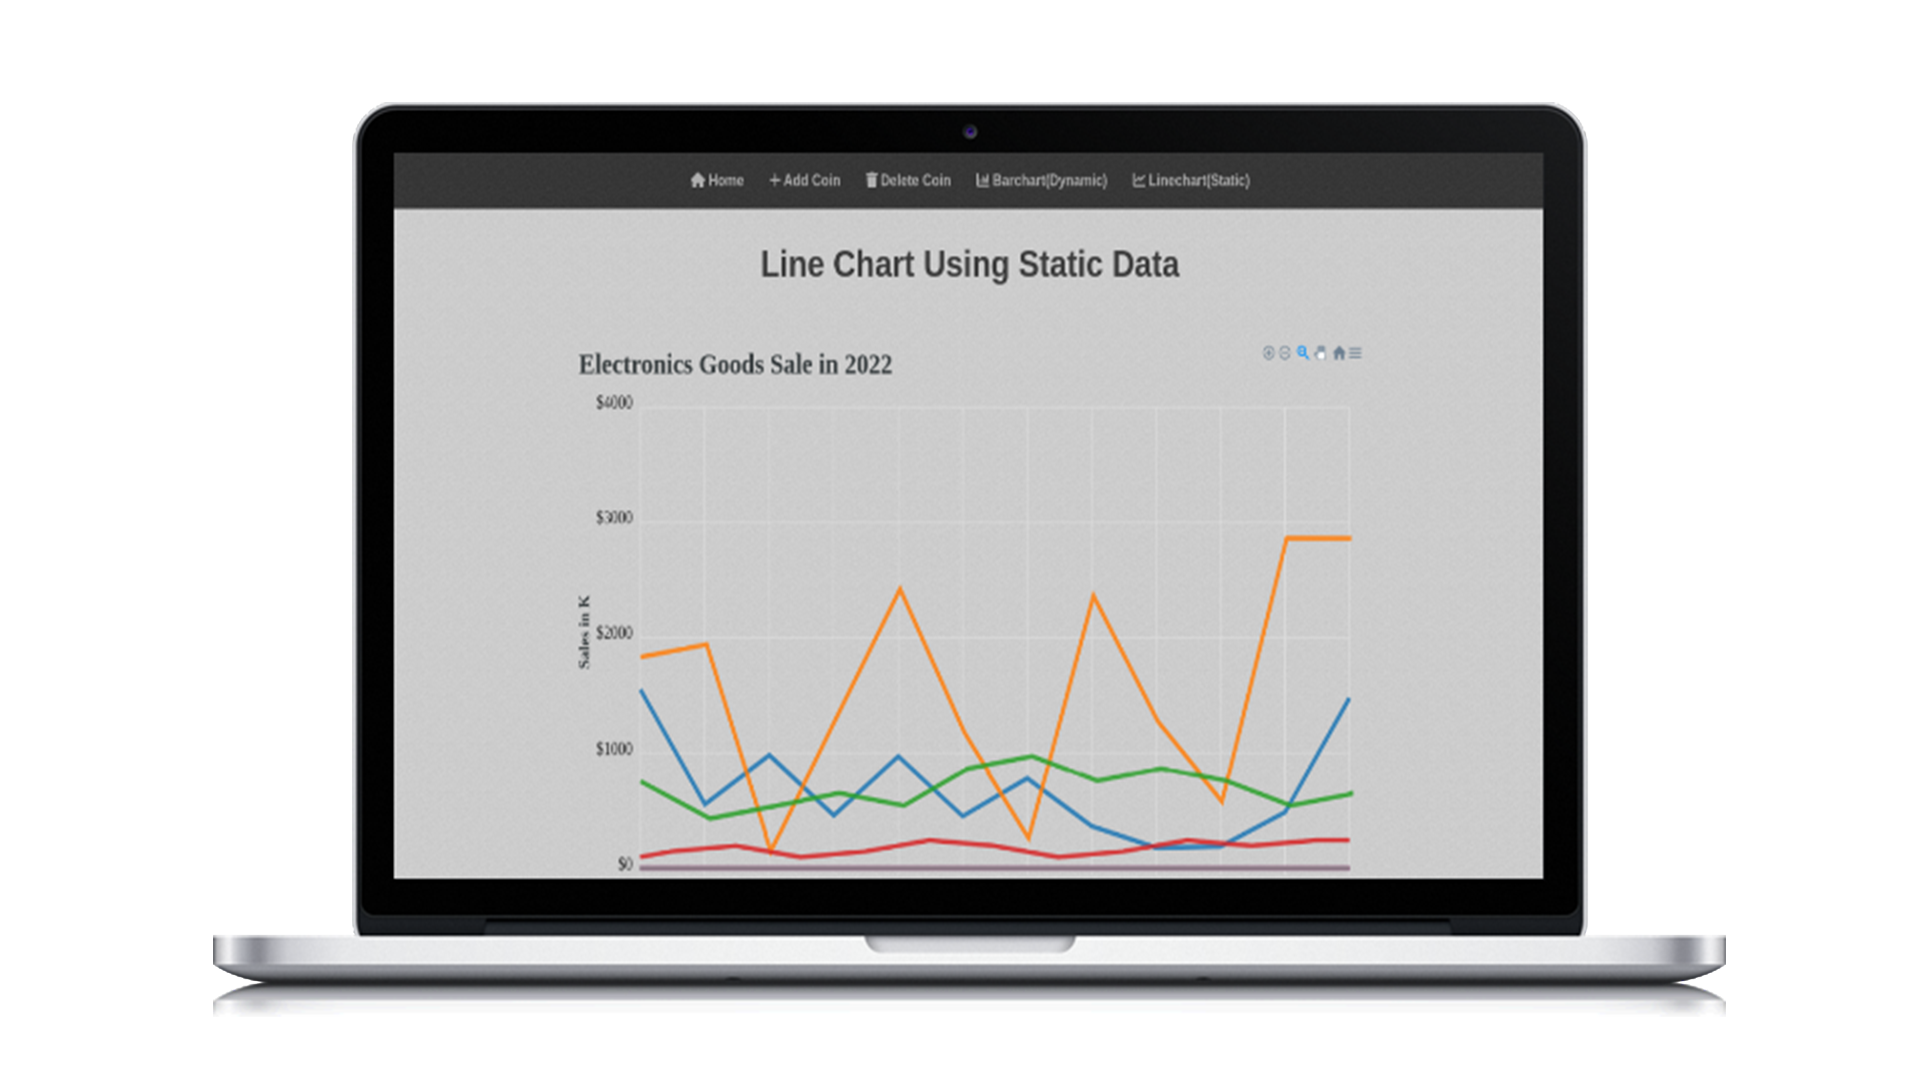 Home Add Coin Delete Coin Barchart(Dynamic) Linechart(Static)
Line Chart Using Static Data
Electronics Goods Sale in 2022
$4000
$3000
$2000
$1000
$0
Sales in K